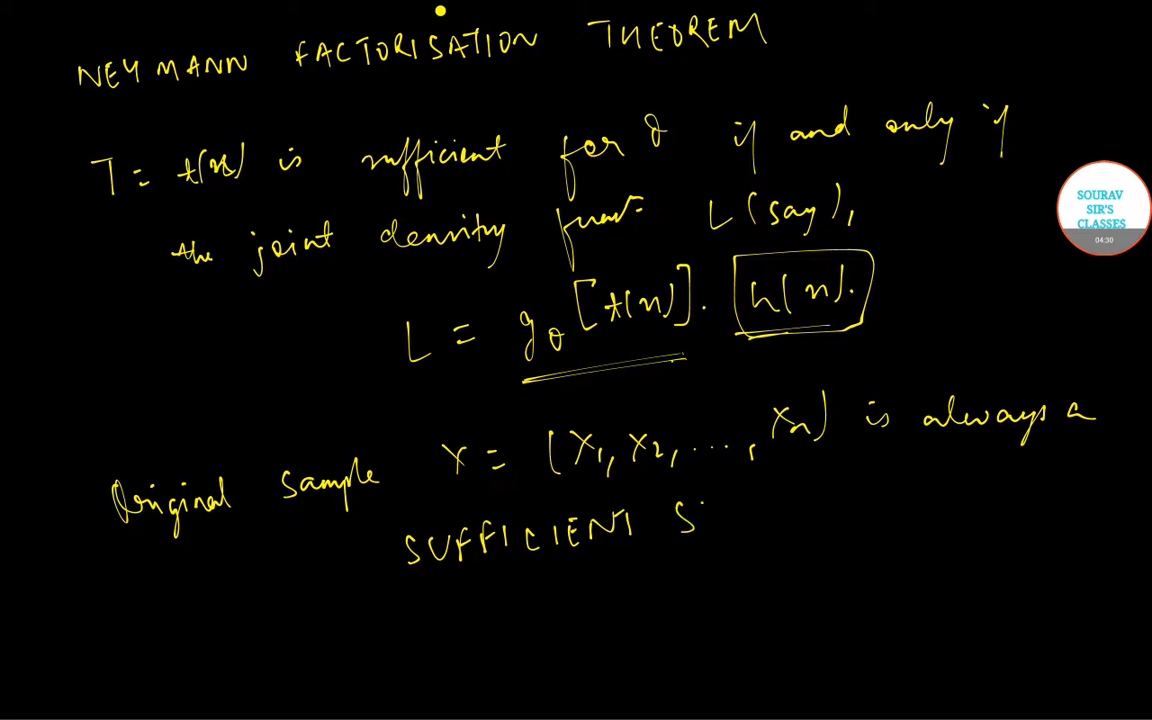 NEYMANN FACTORISATION THEOREM
T = t(x) is sufficient for θ if and only if
the joint density funⁿ L (say),
L = gθ [t(x)] . h(x).
Original Sample X = (X1, X2, ..., Xn) is always a
SUFFICIENT S
SOURAV
SIR'S
CLASSES
04:30